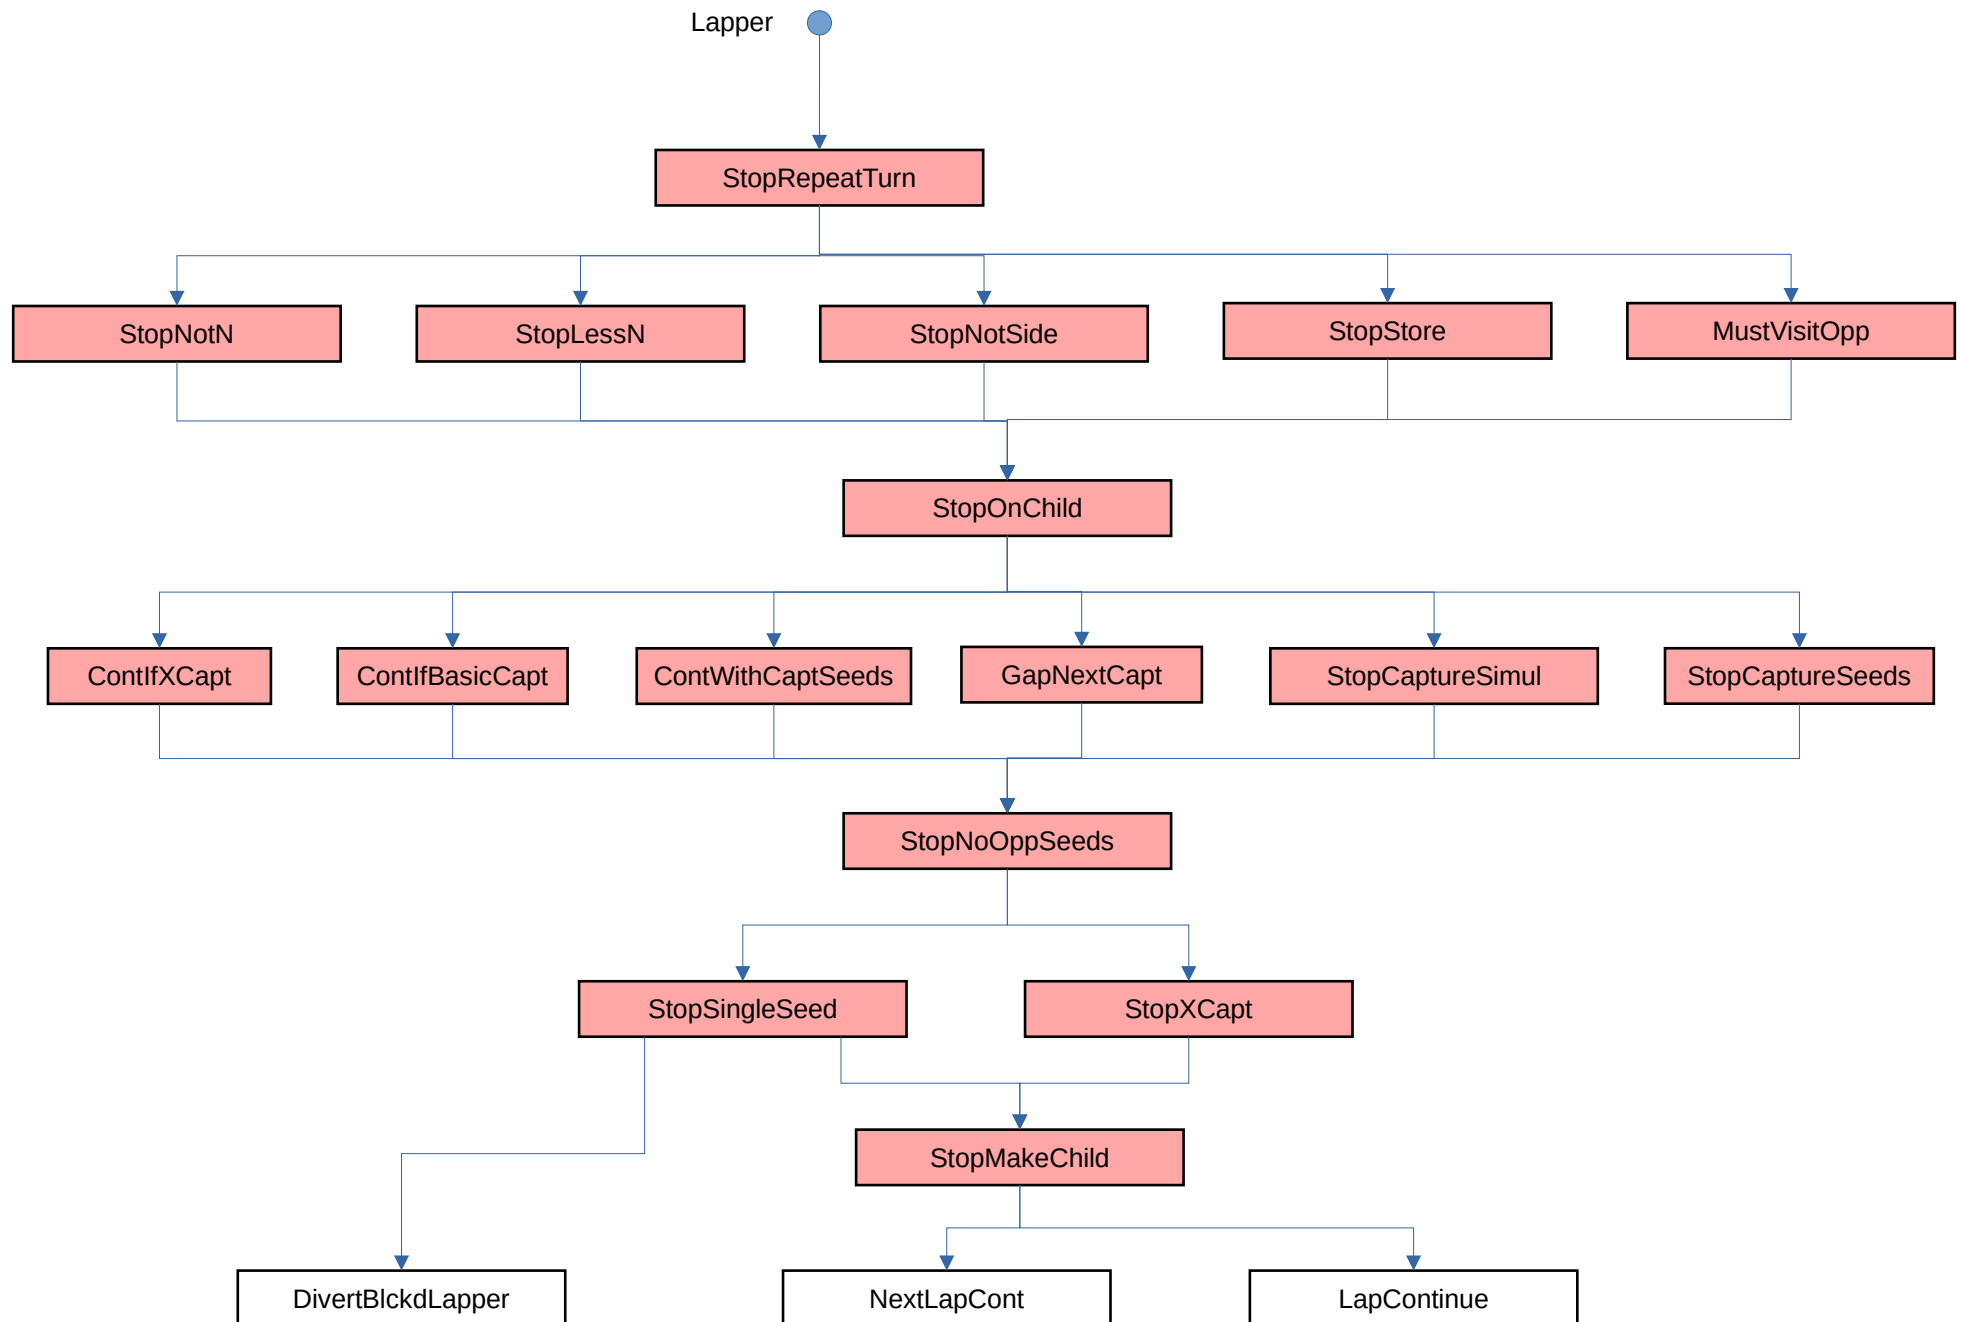 Lapper
StopRepeatTurn
StopNotN
StopLessN
StopNotSide
StopStore
MustVisitOpp
StopOnChild
ContIfXCapt
ContIfBasicCapt
ContWithCaptSeeds
GapNextCapt
StopCaptureSimul
StopCaptureSeeds
StopNoOppSeeds
StopSingleSeed
StopXCapt
StopMakeChild
DivertBlckdLapper
NextLapCont
LapContinue